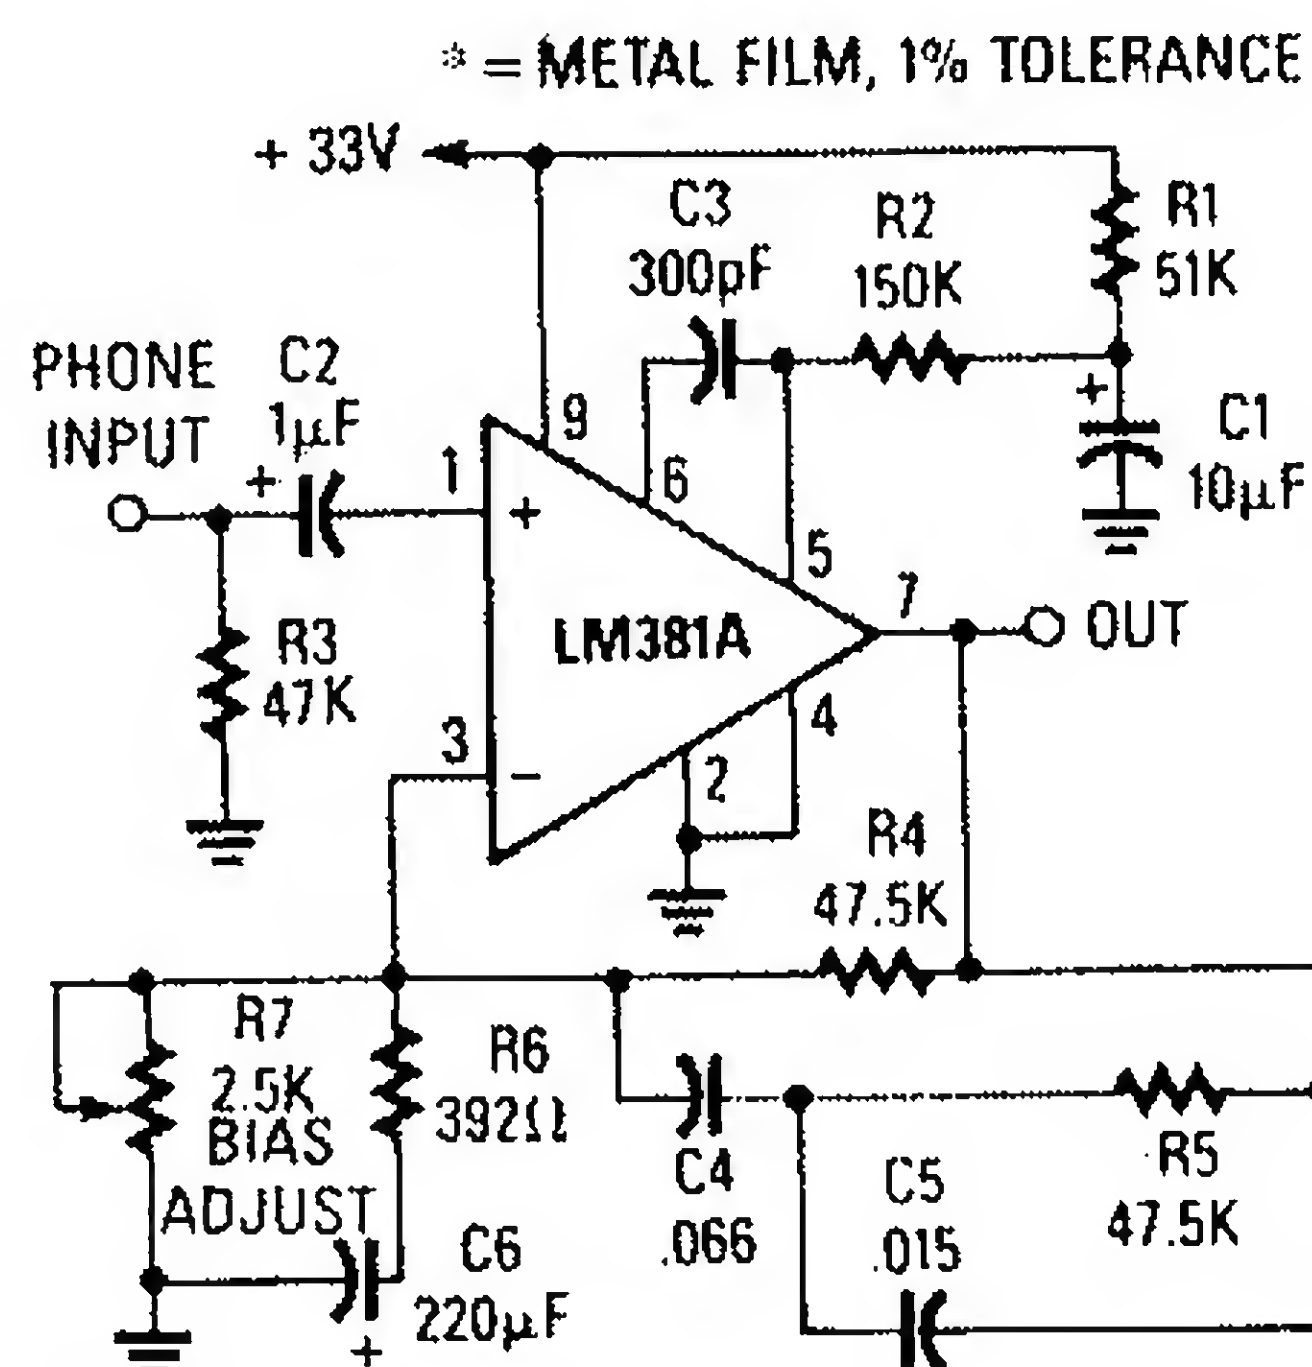 * = METAL FILM, 1% TOLERANCE
+ 33V
C3
300pF
R2
150K
R1
51K
PHONE
INPUT
C2
1µF
+
1
9
6
+
C1
10µF
+
5
7
OUT
LM381A
R3
47K
3
−
4
2
R4
47.5K
R7
2.5K
BIAS
ADJUST
R6
392Ω
C4
.066
R5
47.5K
C5
.015
C6
220µF
+